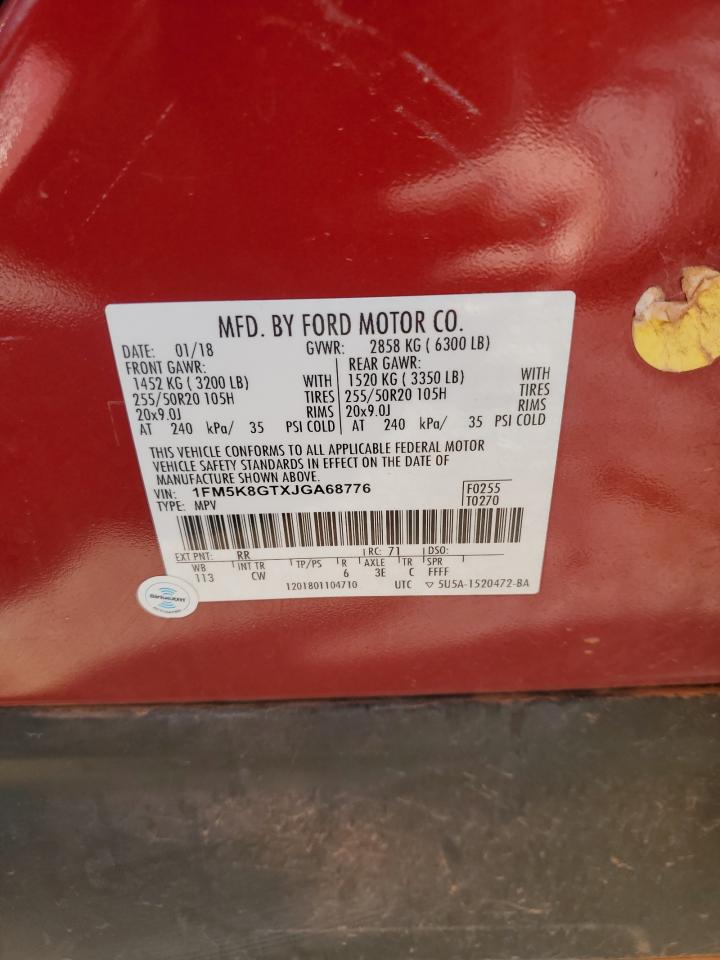 MFD. BY FORD MOTOR CO.
DATE: 01/18 GVWR: 2858 KG ( 6300 LB)
FRONT GAWR: REAR GAWR:
1452 KG ( 3200 LB) WITH 1520 KG ( 3350 LB) WITH
255/50R20 105H TIRES 255/50R20 105H TIRES
20x9.0J RIMS 20x9.0J RIMS
AT 240 kPa/ 35 PSI COLD AT 240 kPa/ 35 PSI COLD
THIS VEHICLE CONFORMS TO ALL APPLICABLE FEDERAL MOTOR
VEHICLE SAFETY STANDARDS IN EFFECT ON THE DATE OF
MANUFACTURE SHOWN ABOVE.
VIN: 1FM5K8GTXJGA68776 F0255
TYPE: MPV T0270
EXT PNT: RR RC: 71 DSO:
WB INT TR TP/PS R AXLE TR SPR
113 CW 6 3E C FFFF
1201801104710 UTC ▽ 5U5A-1520472-BA
SiriusXM